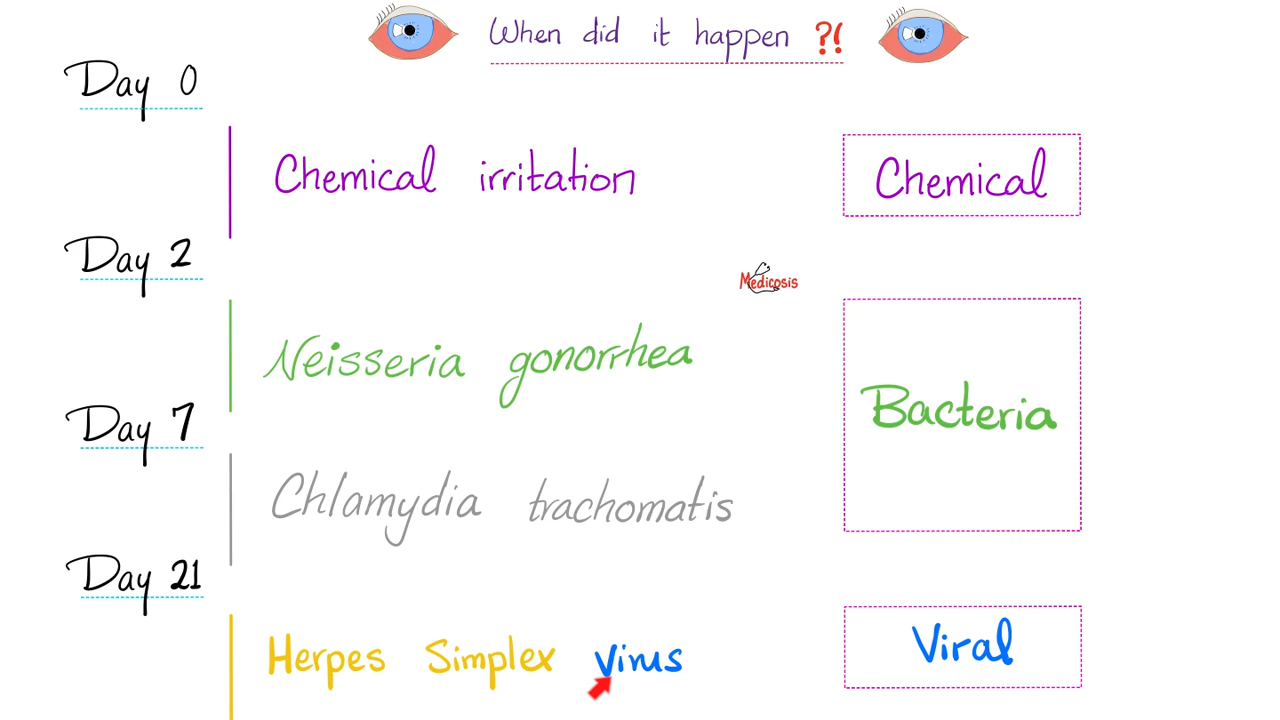 When did it happen ?!
Day 0
Chemical irritation
Chemical
Day 2
Medicosis
Neisseria gonorrhea
Bacteria
Day 7
Chlamydia trachomatis
Day 21
Herpes Simplex Virus
Viral